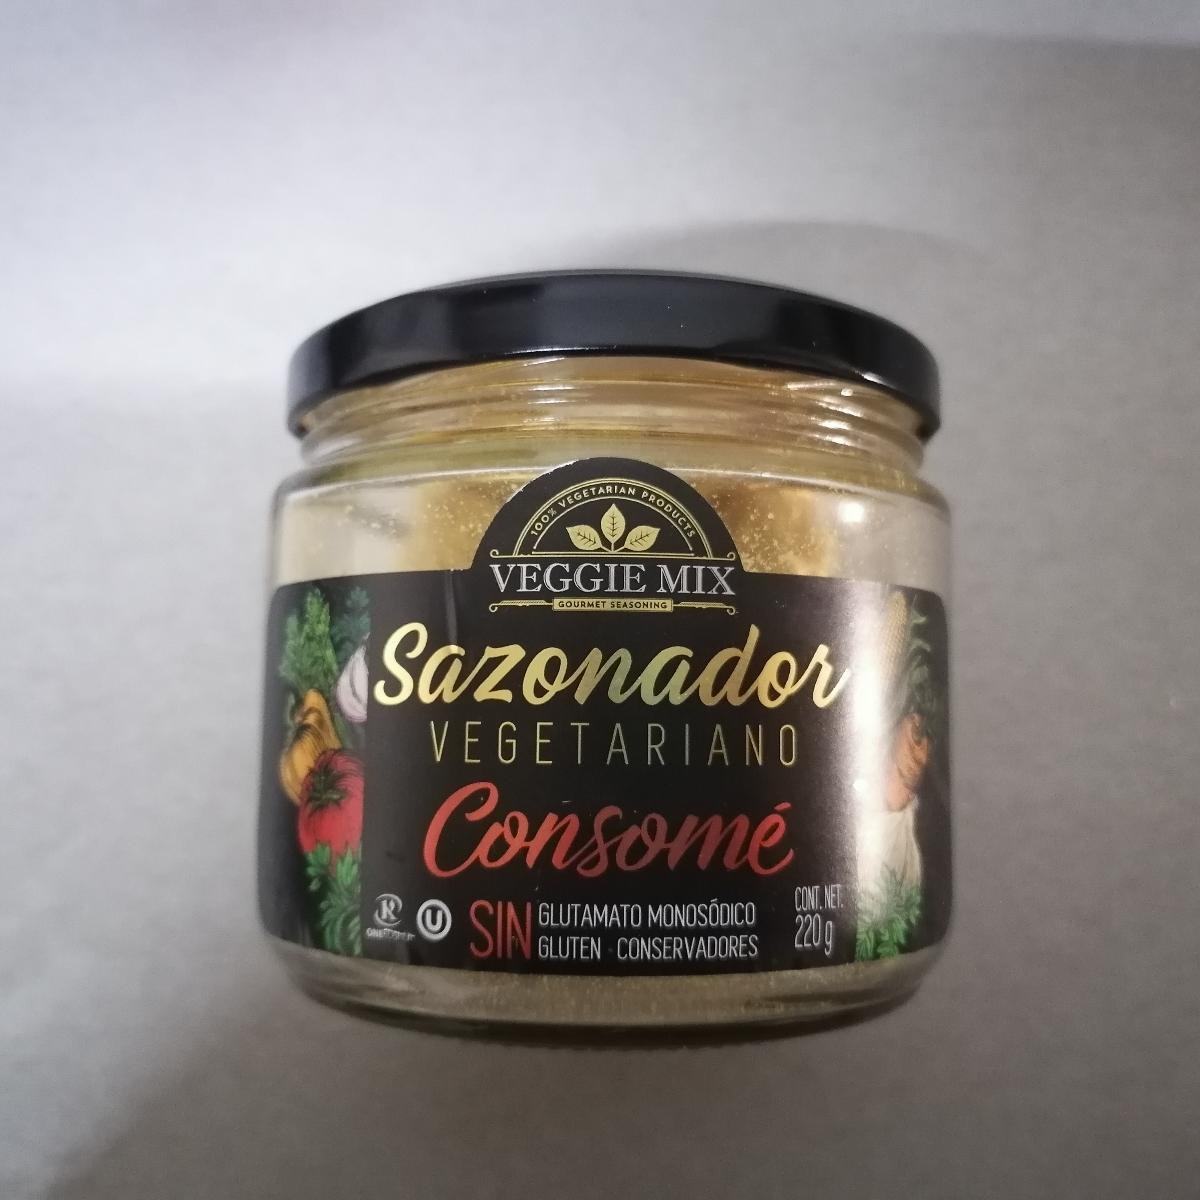 100% VEGETARIAN PRODUCTS
VEGGIE MIX
GOURMET SEASONING
Sazonador
VEGETARIANO
Consomé
K
U
SIN
GLUTAMATO MONOSÓDICO
GLUTEN · CONSERVADORES
CONT. NET.
220 g